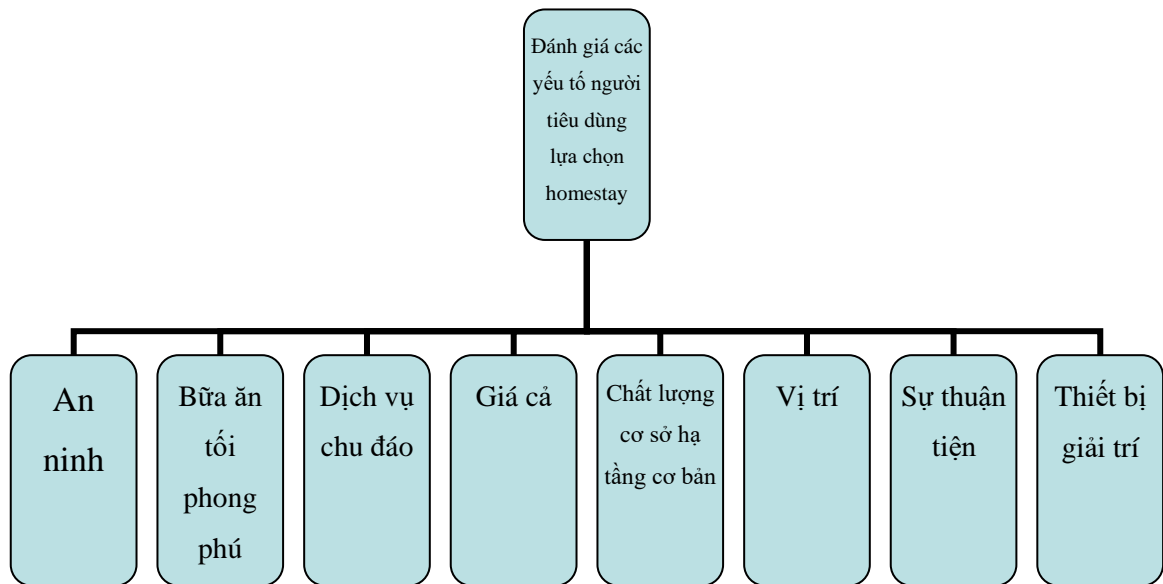 Đánh giá các
yếu tố người
tiêu dùng
lựa chọn
homestay
An
ninh
Bữa ăn
tối
phong
phú
Dịch vụ
chu đáo
Giá cả
Chất lượng
cơ sở hạ
tầng cơ bản
Vị trí
Sự thuận
tiện
Thiết bị
giải trí